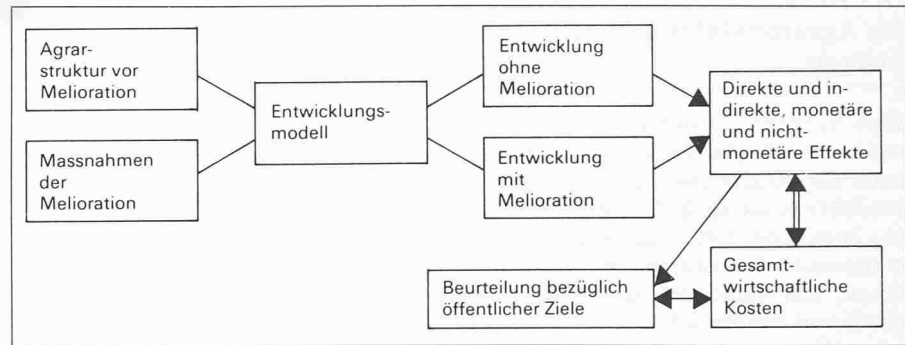 Agrar-
struktur vor
Melioration
Massnahmen
der
Melioration
Entwicklungs-
modell
Entwicklung
ohne
Melioration
Entwicklung
mit
Melioration
Direkte und in-
direkte, monetäre
und nicht-
monetäre Effekte
Beurteilung bezüglich
öffentlicher Ziele
Gesamt-
wirtschaftliche
Kosten